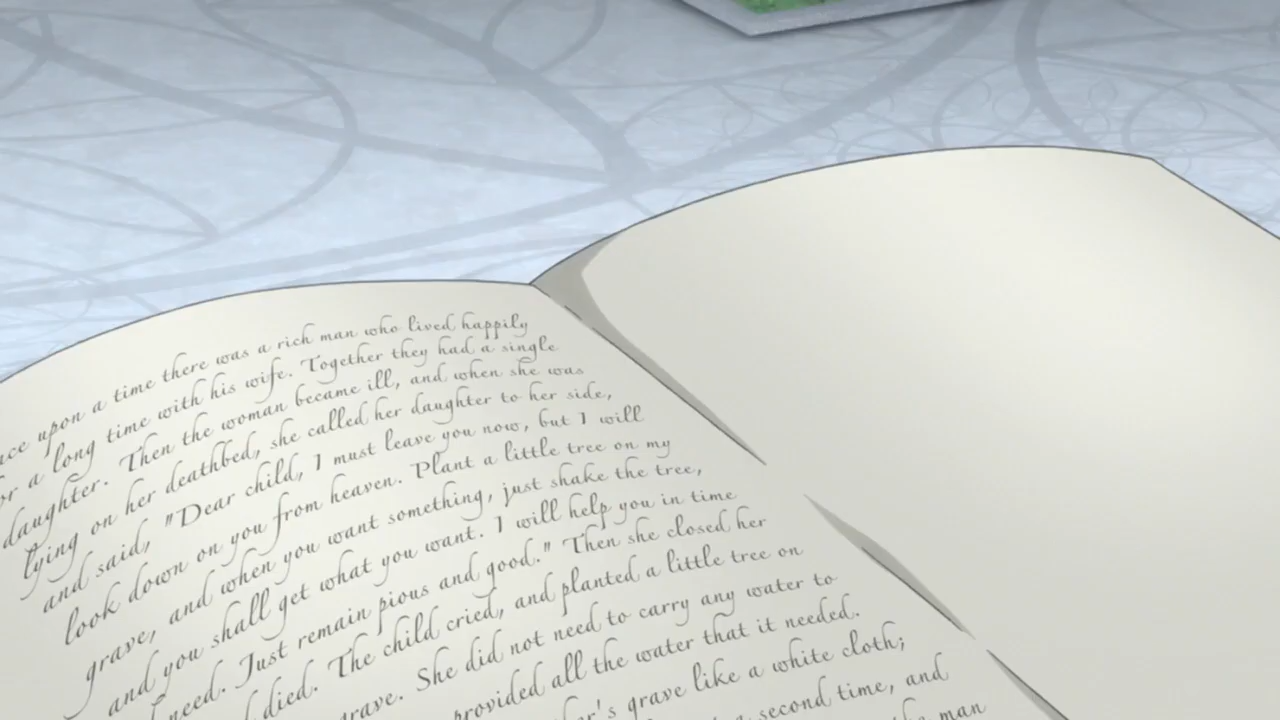 upon a time there was a rich man who lived happily
for a long time with his wife. Together they had a single
daughter. Then the woman became ill, and when she was
lying on her deathbed, she called her daughter to her side,
and said, "Dear child, I must leave you now, but I will
look down on you from heaven. Plant a little tree on my
grave, and when you want something, just shake the tree,
and you shall get what you want. I will help you in time
need. Just remain pious and good." Then she closed her
died. The child cried, and planted a little tree on
grave. She did not need to carry any water to
provided all the water that it needed.
grave like a white cloth;
second time, and
man